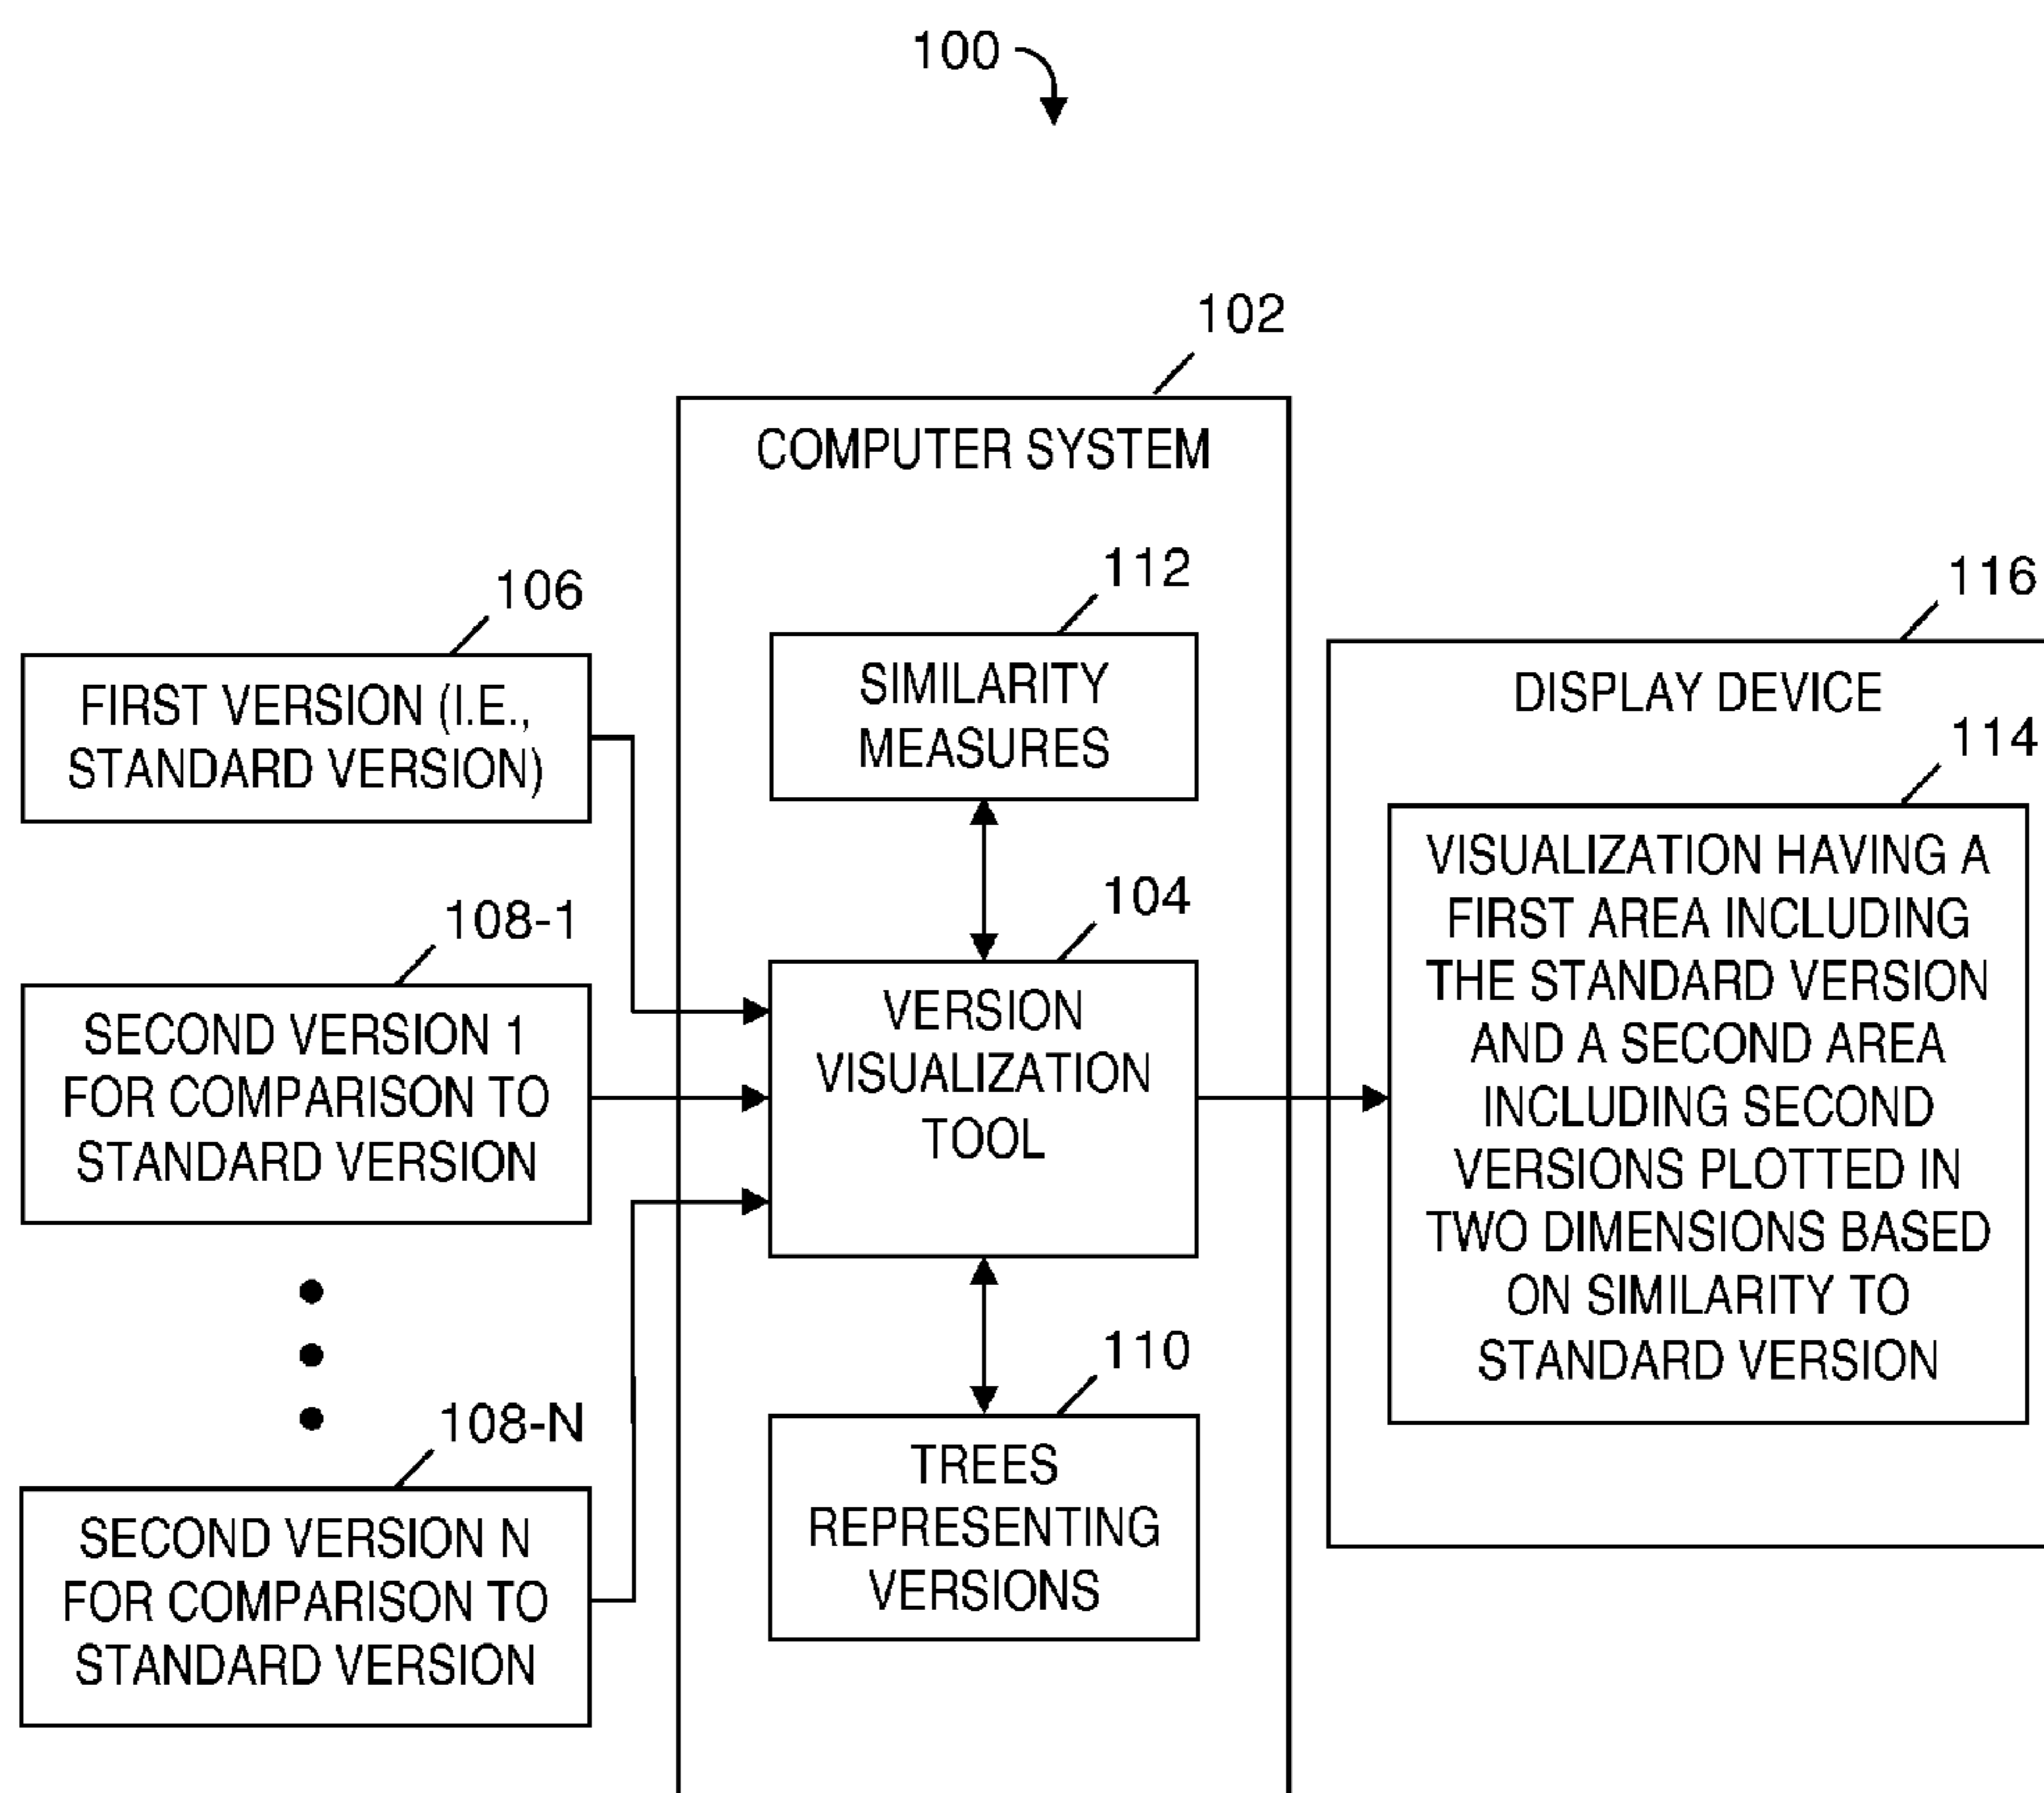 100
102
COMPUTER SYSTEM
106
FIRST VERSION (I.E.,
STANDARD VERSION)
108-1
SECOND VERSION 1
FOR COMPARISON TO
STANDARD VERSION
108-N
SECOND VERSION N
FOR COMPARISON TO
STANDARD VERSION
112
SIMILARITY
MEASURES
104
VERSION
VISUALIZATION
TOOL
110
TREES
REPRESENTING
VERSIONS
116
DISPLAY DEVICE
114
VISUALIZATION HAVING A
FIRST AREA INCLUDING
THE STANDARD VERSION
AND A SECOND AREA
INCLUDING SECOND
VERSIONS PLOTTED IN
TWO DIMENSIONS BASED
ON SIMILARITY TO
STANDARD VERSION